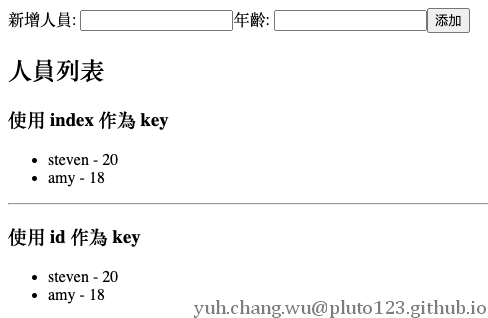 新增人員: 年齡: 添加
人員列表
使用 index 作為 key
steven - 20
amy - 18
使用 id 作為 key
steven - 20
amy - 18
yuh.chang.wu@pluto123.github.io